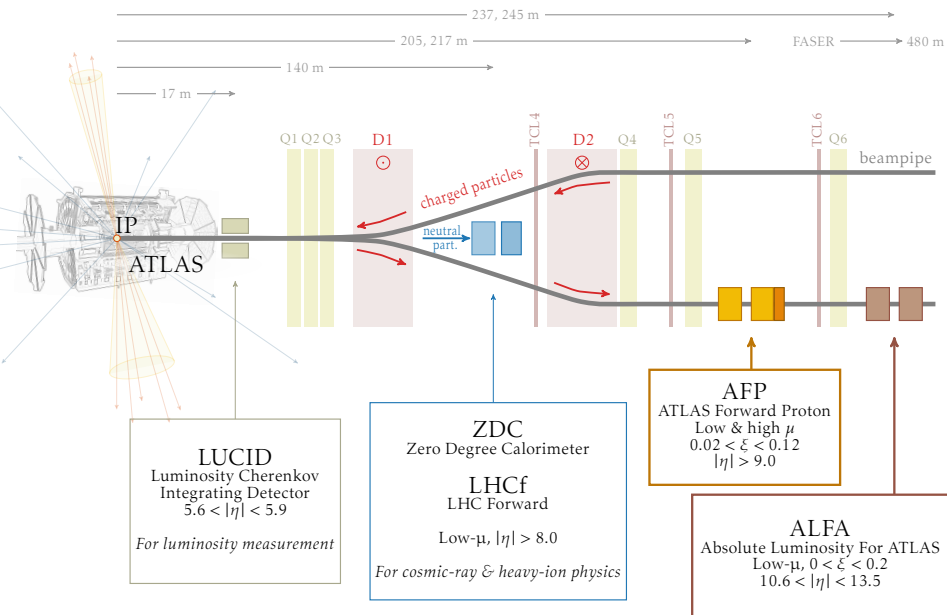 237, 245 m
205, 217 m
FASER
480 m
140 m
17 m
Q1
Q2
Q3
D1
TCL4
D2
Q4
TCL5
Q5
TCL6
Q6
beampipe
charged particles
neutral
part.
IP
ATLAS
LUCID
Luminosity Cherenkov
Integrating Detector
5.6 < |η| < 5.9
For luminosity measurement
ZDC
Zero Degree Calorimeter
LHCf
LHC Forward
Low-μ, |η| > 8.0
For cosmic-ray & heavy-ion physics
AFP
ATLAS Forward Proton
Low & high μ
0.02 < ξ < 0.12
|η| > 9.0
ALFA
Absolute Luminosity For ATLAS
Low-μ, 0 < ξ < 0.2
10.6 < |η| < 13.5